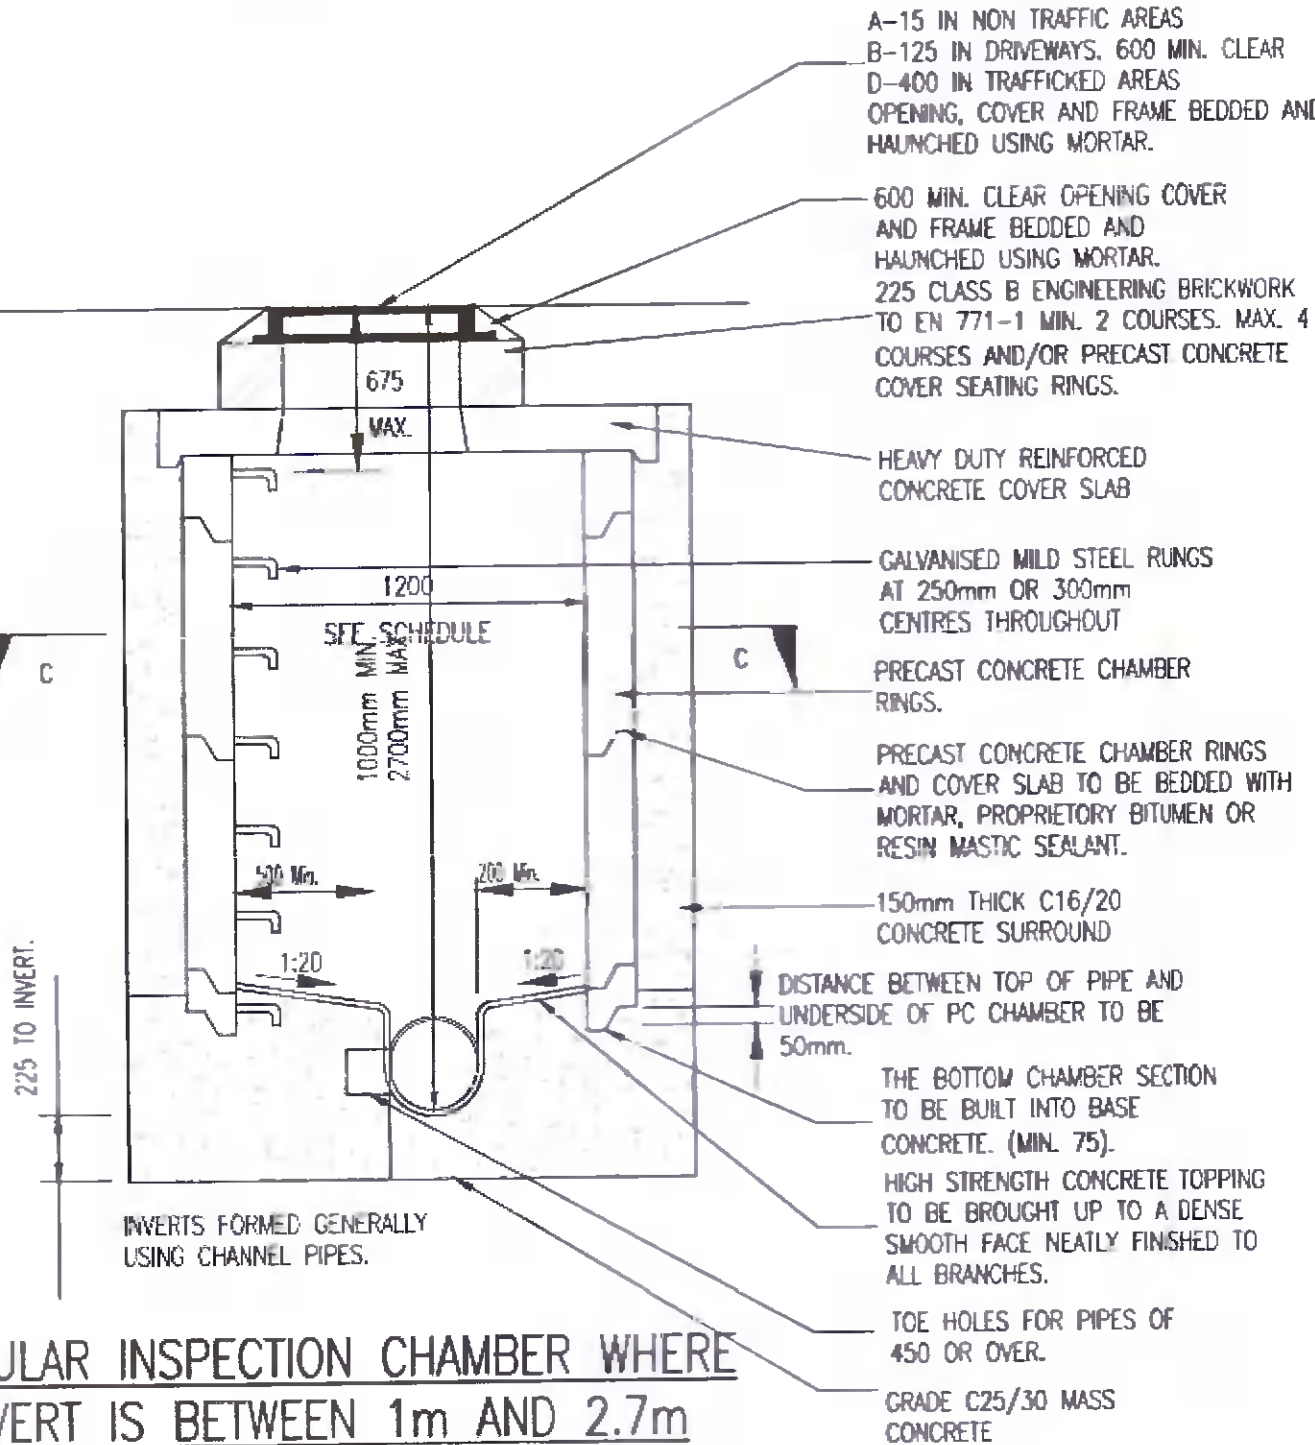 A-15 IN NON TRAFFIC AREAS
B-125 IN DRIVEWAYS. 600 MIN. CLEAR
D-400 IN TRAFFICKED AREAS
OPENING, COVER AND FRAME BEDDED AND
HAUNCHED USING MORTAR.
600 MIN. CLEAR OPENING COVER
AND FRAME BEDDED AND
HAUNCHED USING MORTAR.
225 CLASS B ENGINEERING BRICKWORK
TO EN 771-1 MIN. 2 COURSES. MAX. 4
COURSES AND/OR PRECAST CONCRETE
COVER SEATING RINGS.
675
MAX.
HEAVY DUTY REINFORCED
CONCRETE COVER SLAB
GALVANISED MILD STEEL RUNGS
AT 250mm OR 300mm
CENTRES THROUGHOUT
1200
SEE SCHEDULE
1000mm MIN.
2700mm MAX
C
C
PRECAST CONCRETE CHAMBER
RINGS.
PRECAST CONCRETE CHAMBER RINGS
AND COVER SLAB TO BE BEDDED WITH
MORTAR, PROPRIETORY BITUMEN OR
RESIN MASTIC SEALANT.
500 Min.
200 Min.
150mm THICK C16/20
CONCRETE SURROUND
1:20
1:20
225 TO INVERT.
DISTANCE BETWEEN TOP OF PIPE AND
UNDERSIDE OF PC CHAMBER TO BE
50mm.
THE BOTTOM CHAMBER SECTION
TO BE BUILT INTO BASE
CONCRETE. (MIN. 75).
HIGH STRENGTH CONCRETE TOPPING
TO BE BROUGHT UP TO A DENSE
SMOOTH FACE NEATLY FINISHED TO
ALL BRANCHES.
INVERTS FORMED GENERALLY
USING CHANNEL PIPES.
TOE HOLES FOR PIPES OF
450 OR OVER.
GRADE C25/30 MASS
CONCRETE
ULAR INSPECTION CHAMBER WHERE
VERT IS BETWEEN 1m AND 2.7m